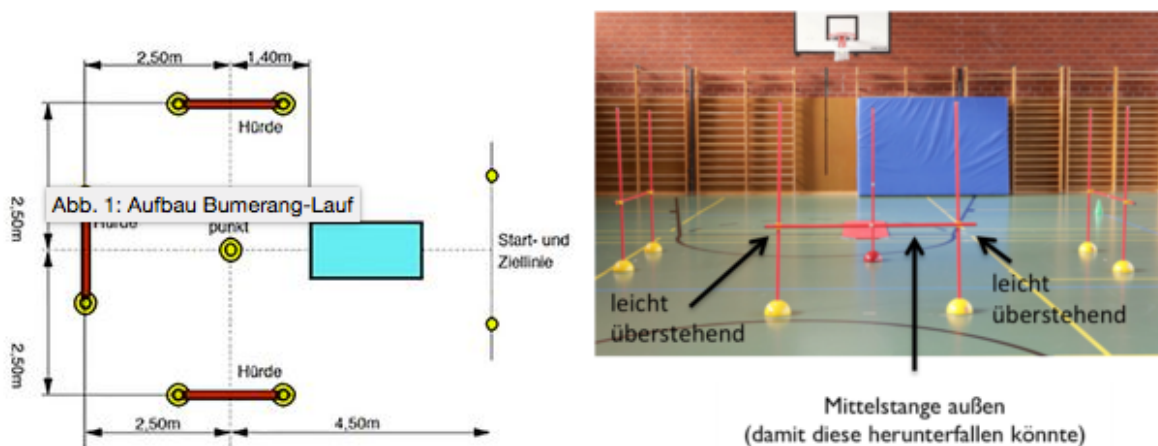 2,50m
1,40m
Hürde
2,50m
Abb. 1: Aufbau Bumerang-Lauf
punkt
Start- und
Ziellinie
2,50m
Hürde
2,50m
4,50m
leicht
überstehend
leicht
überstehend
Mittelstange außen
(damit diese herunterfallen könnte)